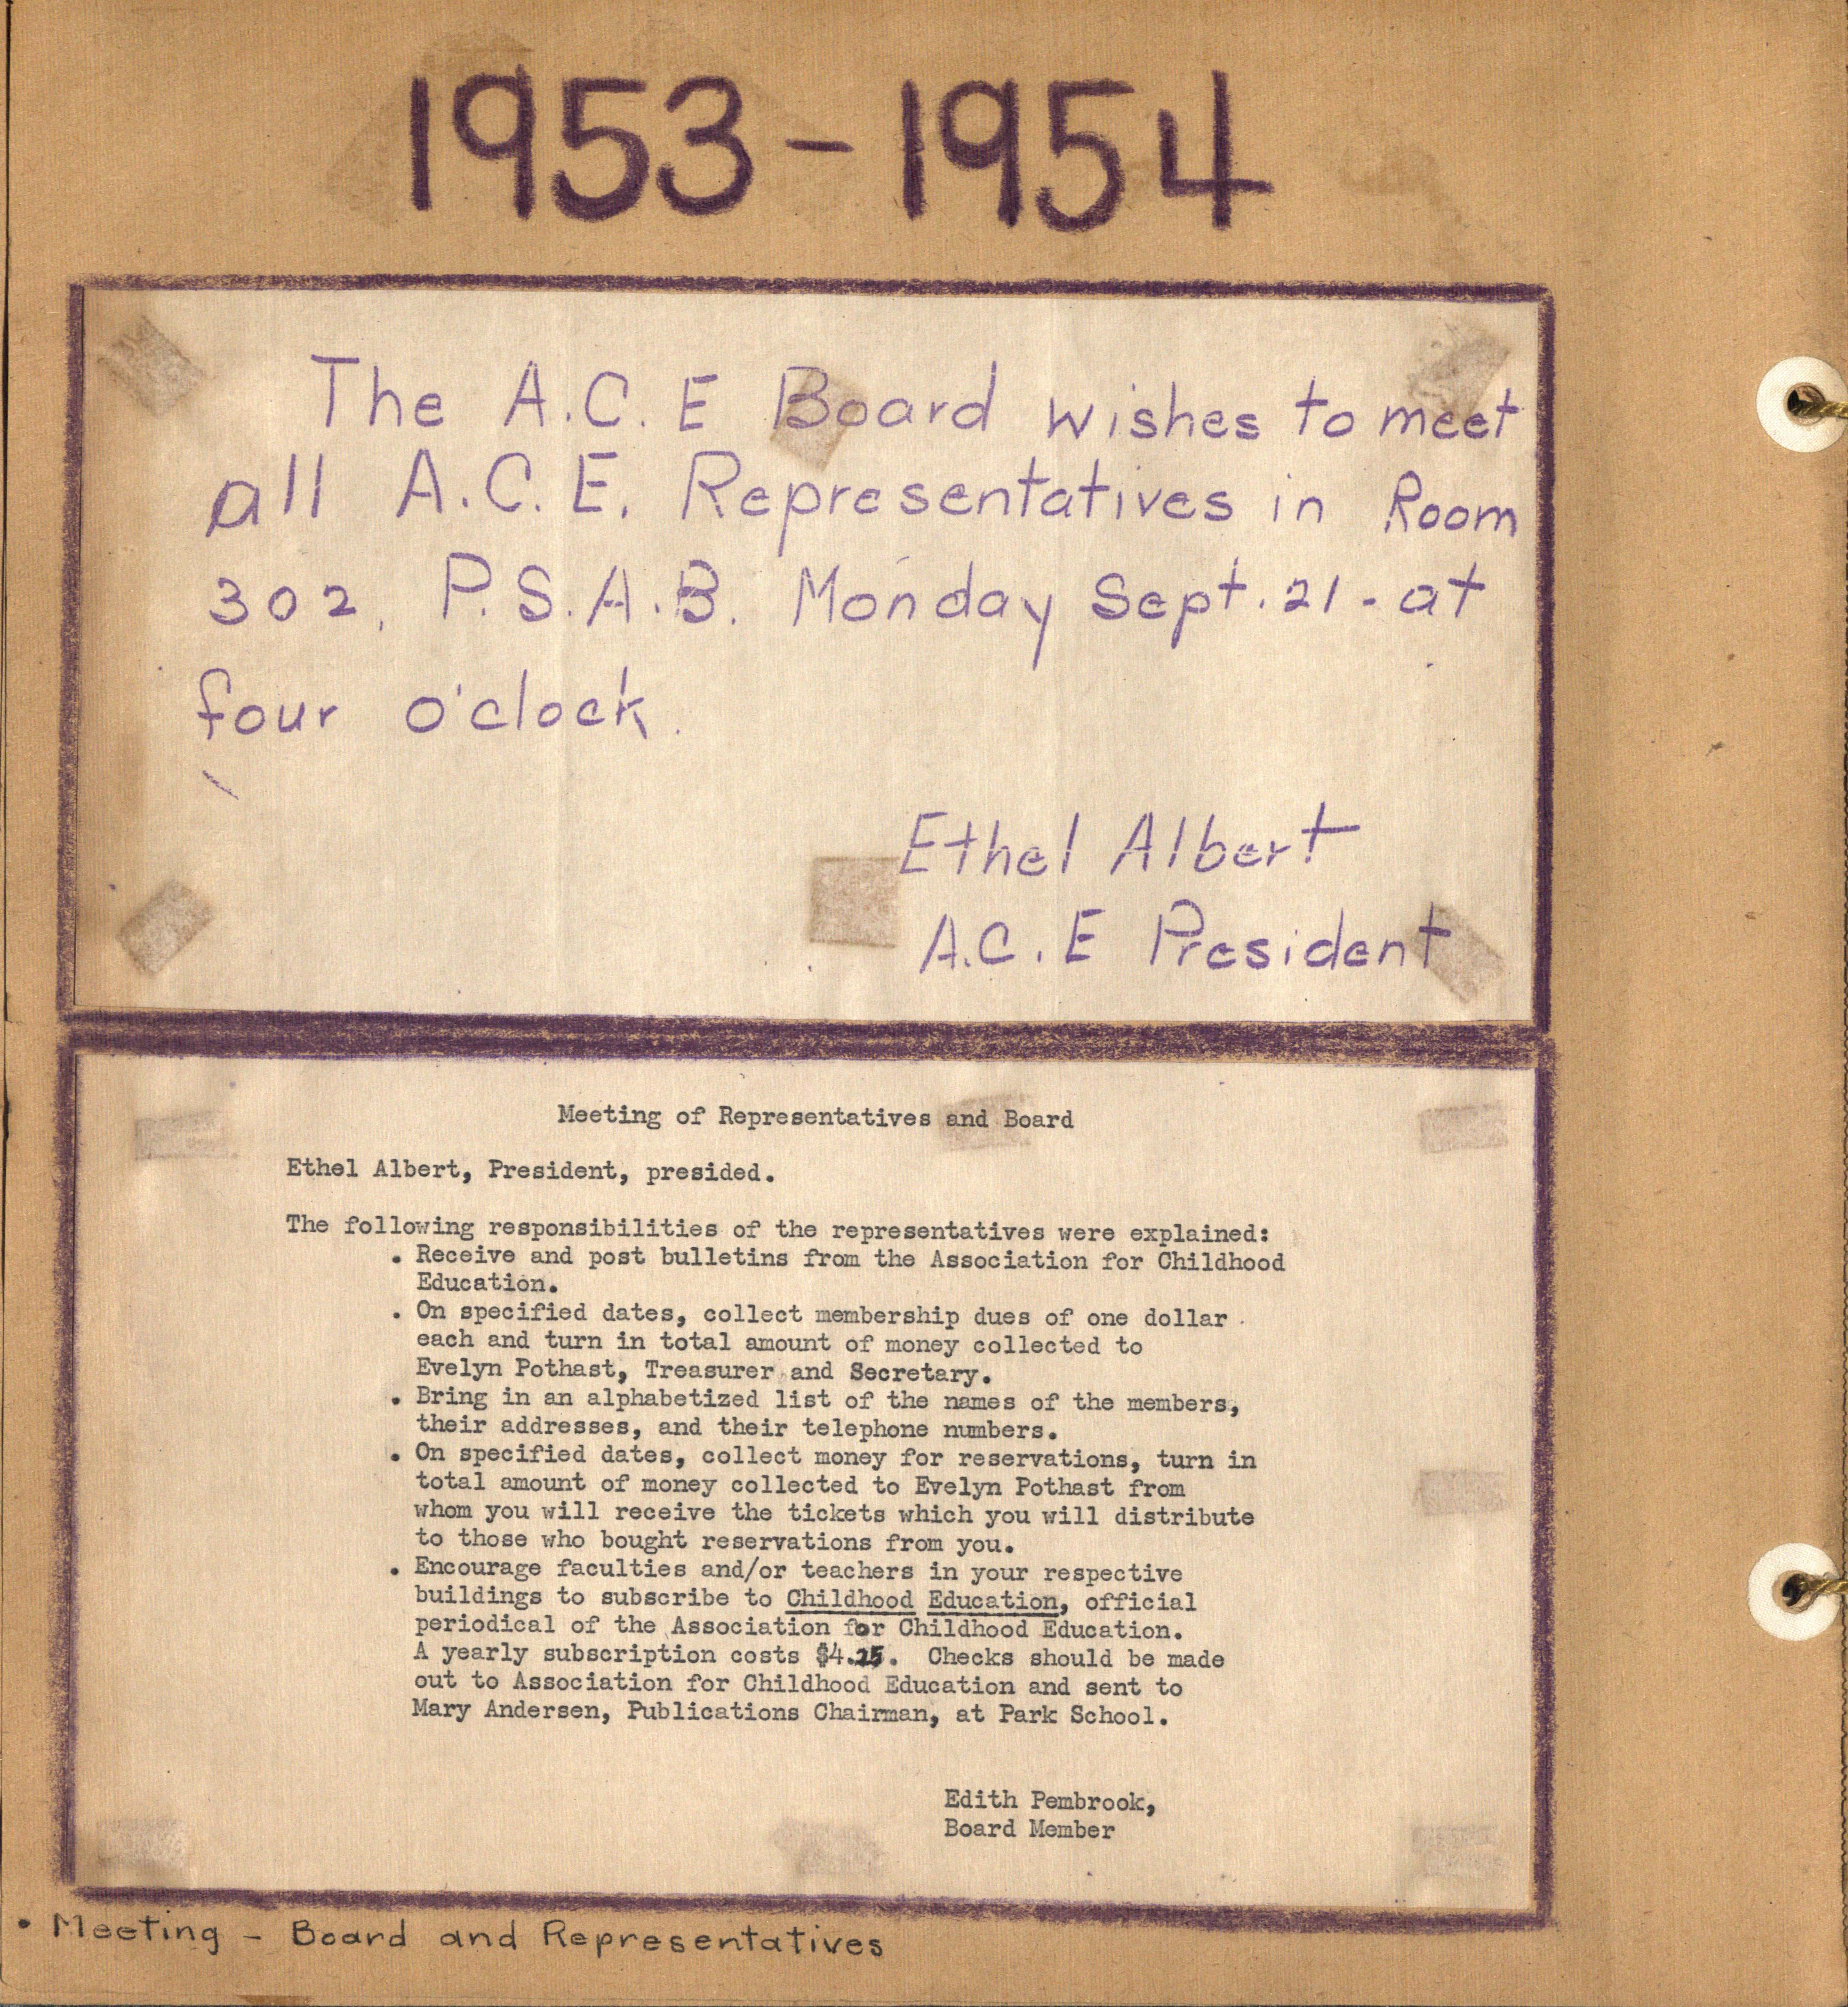 1953-1954
The A.C.E Board wishes to meet
all A.C.E. Representatives in Room
302, P.S.A.B. Monday Sept. 21 - at
four o'clock.
Ethel Albert
A.C.E President
Meeting of Representatives and Board
Ethel Albert, President, presided.
The following responsibilities of the representatives were explained:
. Receive and post bulletins from the Association for Childhood
Education.
. On specified dates, collect membership dues of one dollar
each and turn in total amount of money collected to
Evelyn Pothast, Treasurer and Secretary.
. Bring in an alphabetized list of the names of the members,
their addresses, and their telephone numbers.
. On specified dates, collect money for reservations, turn in
total amount of money collected to Evelyn Pothast from
whom you will receive the tickets which you will distribute
to those who bought reservations from you.
. Encourage faculties and/or teachers in your respective
buildings to subscribe to Childhood Education, official
periodical of the Association for Childhood Education.
A yearly subscription costs $4.25. Checks should be made
out to Association for Childhood Education and sent to
Mary Andersen, Publications Chairman, at Park School.
Edith Pembrook,
Board Member
• Meeting - Board and Representatives